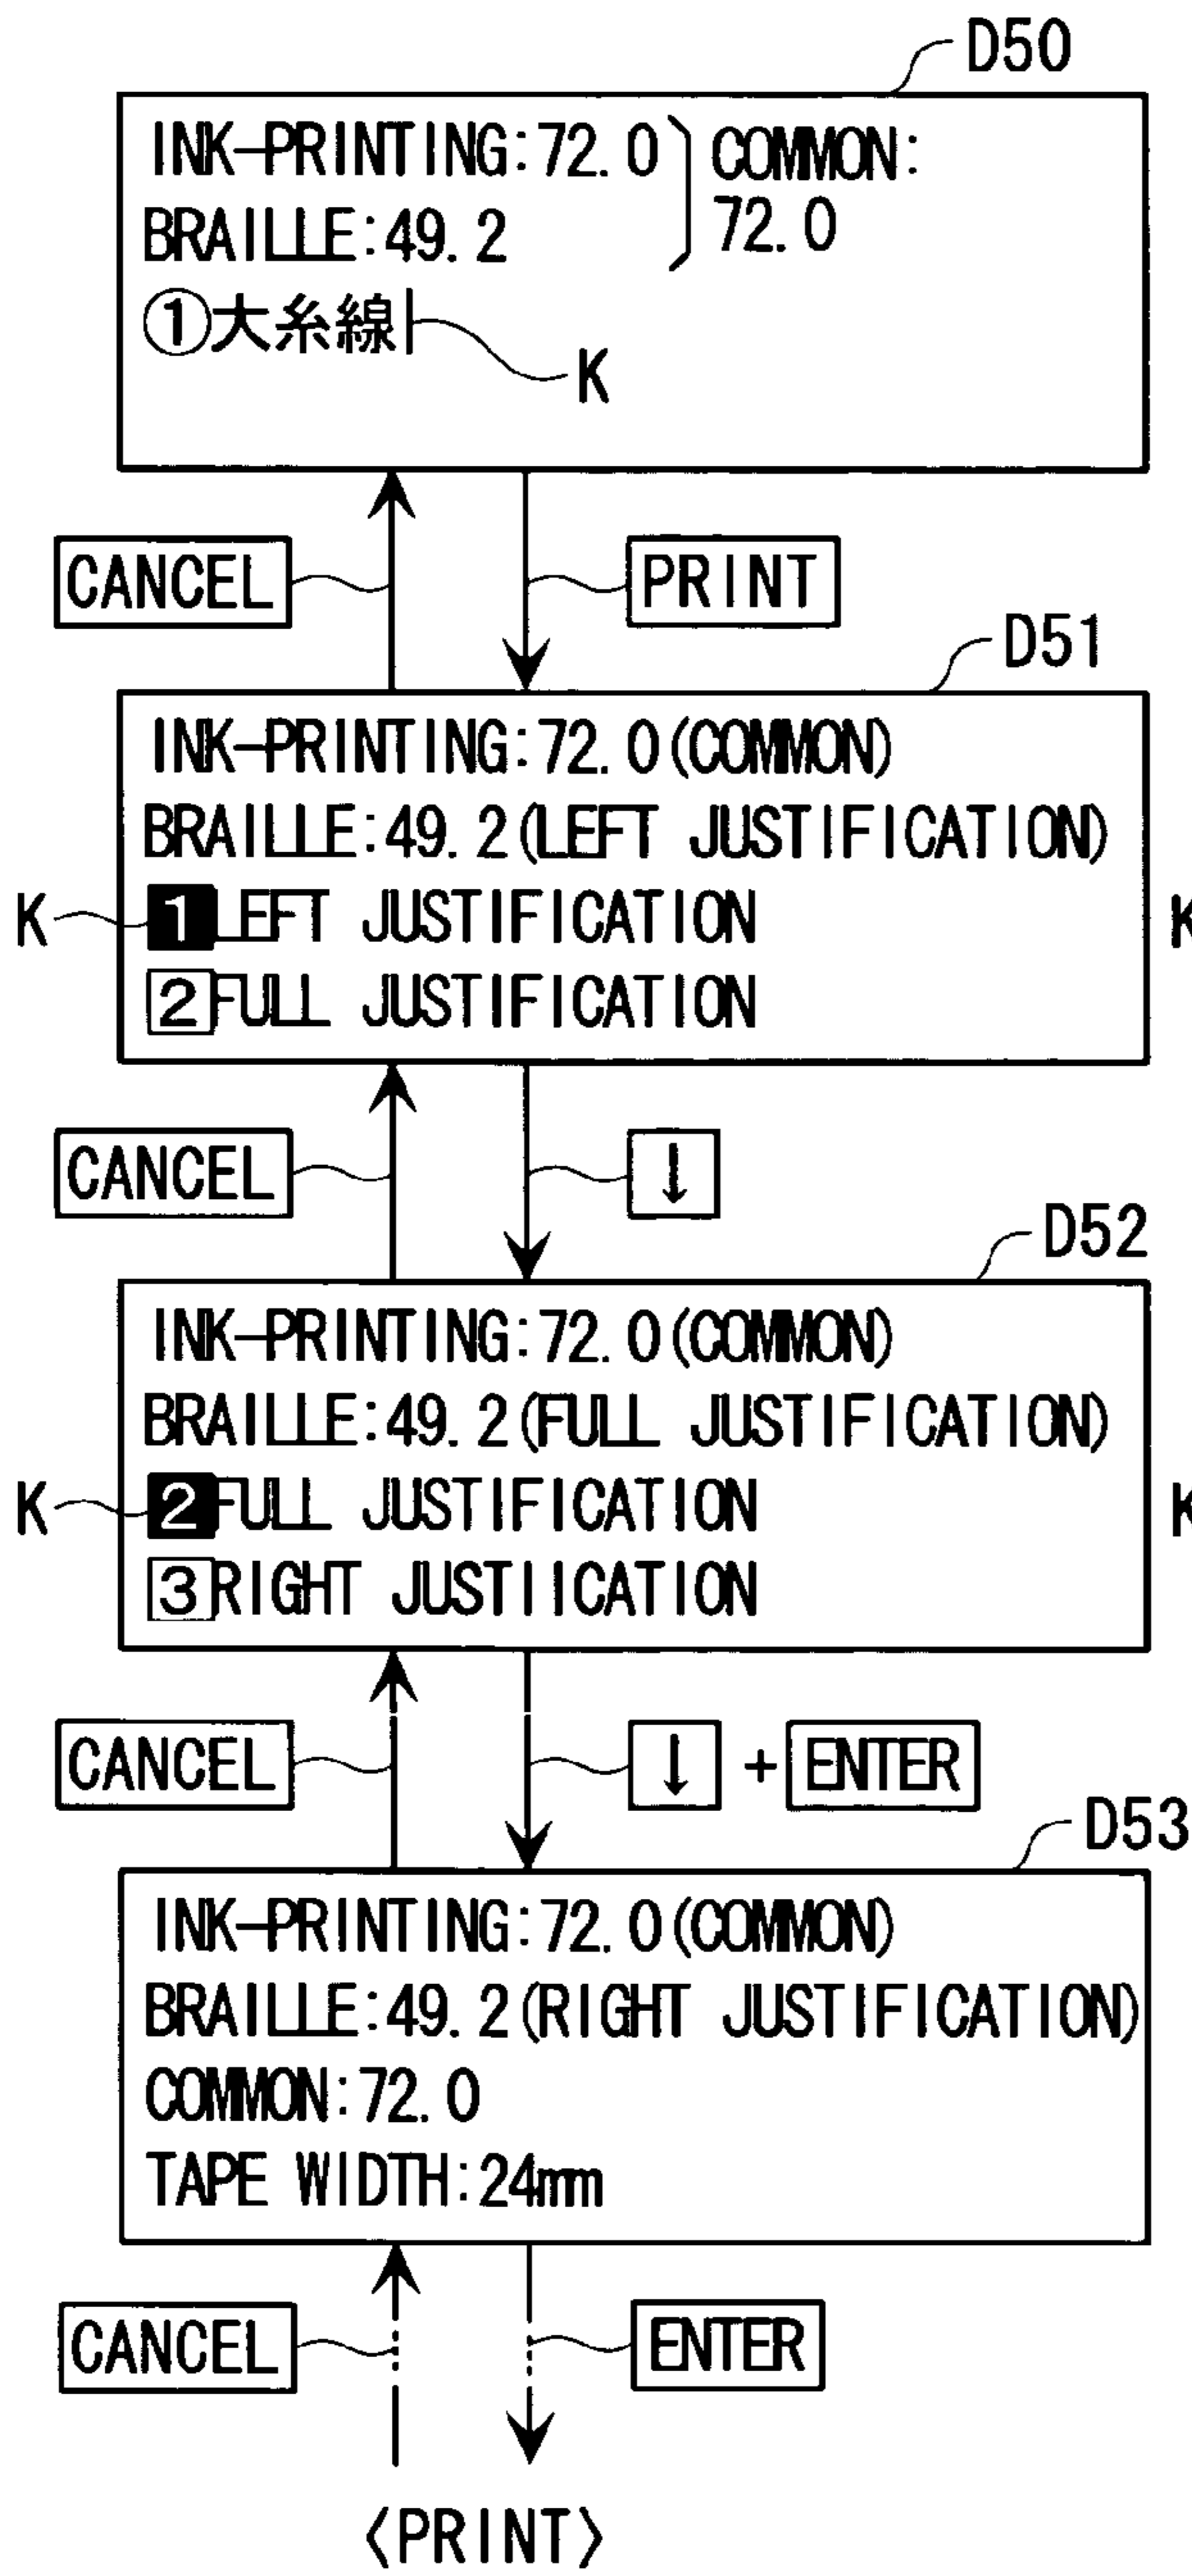 D50
INK-PRINTING:72.0 COMMON:
BRAILLE:49.2 72.0
①大糸線
K
CANCEL PRINT
D51
INK-PRINTING:72.0(COMMON)
BRAILLE:49.2(LEFT JUSTIFICATION)
K 1 LEFT JUSTIFICATION K
2 FULL JUSTIFICATION
CANCEL ↓
D52
INK-PRINTING:72.0(COMMON)
BRAILLE:49.2(FULL JUSTIFICATION)
K 2 FULL JUSTIFICATION K
3 RIGHT JUSTIICATION
CANCEL ↓ + ENTER
D53
INK-PRINTING:72.0(COMMON)
BRAILLE:49.2(RIGHT JUSTIFICATION)
COMMON:72.0
TAPE WIDTH:24mm
CANCEL ENTER
〈PRINT〉